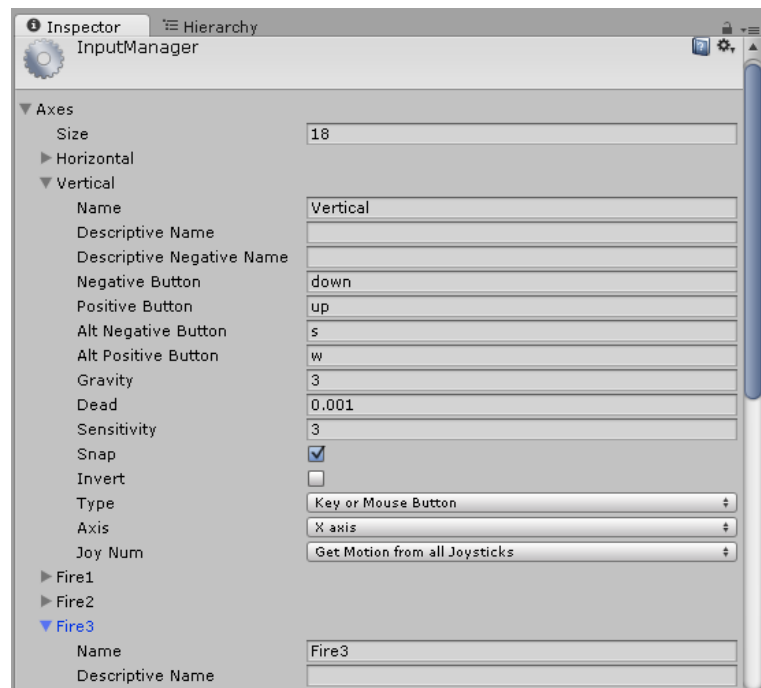 Inspector Hierarchy
InputManager
Axes
Size 18
Horizontal
Vertical
Name Vertical
Descriptive Name
Descriptive Negative Name
Negative Button down
Positive Button up
Alt Negative Button s
Alt Positive Button w
Gravity 3
Dead 0.001
Sensitivity 3
Snap
Invert
Type Key or Mouse Button
Axis X axis
Joy Num Get Motion from all Joysticks
Fire1
Fire2
Fire3
Name Fire3
Descriptive Name